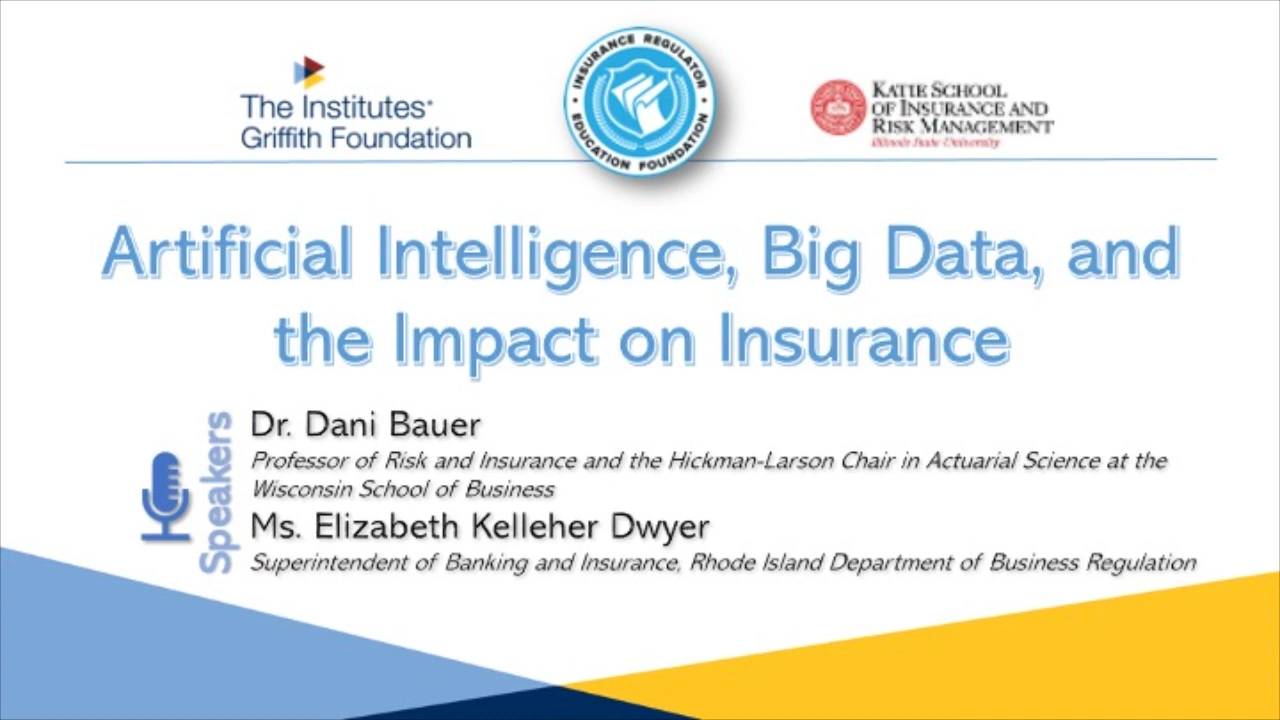 The Institutes®
Griffith Foundation
INSURANCE REGULATOR
• EDUCATION FOUNDATION •
KATIE SCHOOL
OF INSURANCE AND
RISK MANAGEMENT
Illinois State University
Artificial Intelligence, Big Data, and
the Impact on Insurance
Speakers
Dr. Dani Bauer
Professor of Risk and Insurance and the Hickman-Larson Chair in Actuarial Science at the
Wisconsin School of Business
Ms. Elizabeth Kelleher Dwyer
Superintendent of Banking and Insurance, Rhode Island Department of Business Regulation